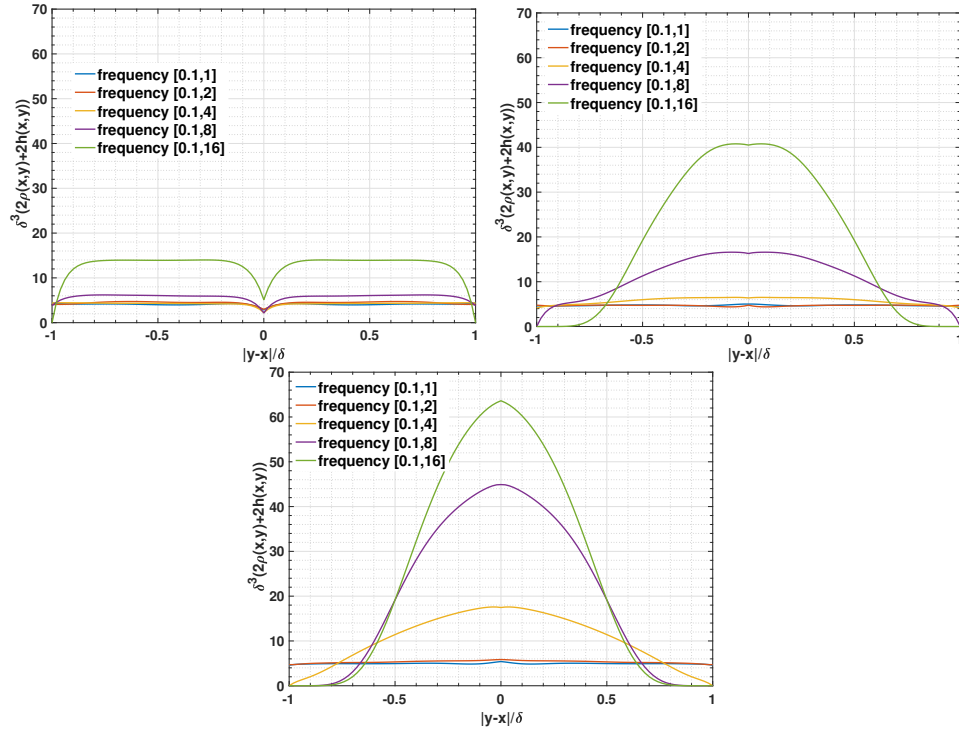 δ³(2ρ(x,y)+2h(x,y))
70
60
50
40
30
20
10
0
frequency [0.1,1]
frequency [0.1,2]
frequency [0.1,4]
frequency [0.1,8]
frequency [0.1,16]
-1 -0.5 0 0.5 1
|y-x|/δ
δ³(2ρ(x,y)+2h(x,y))
70
60
50
40
30
20
10
0
frequency [0.1,1]
frequency [0.1,2]
frequency [0.1,4]
frequency [0.1,8]
frequency [0.1,16]
-1 -0.5 0 0.5 1
|y-x|/δ
δ³(2ρ(x,y)+2h(x,y))
70
60
50
40
30
20
10
0
frequency [0.1,1]
frequency [0.1,2]
frequency [0.1,4]
frequency [0.1,8]
frequency [0.1,16]
-1 -0.5 0 0.5 1
|y-x|/δ